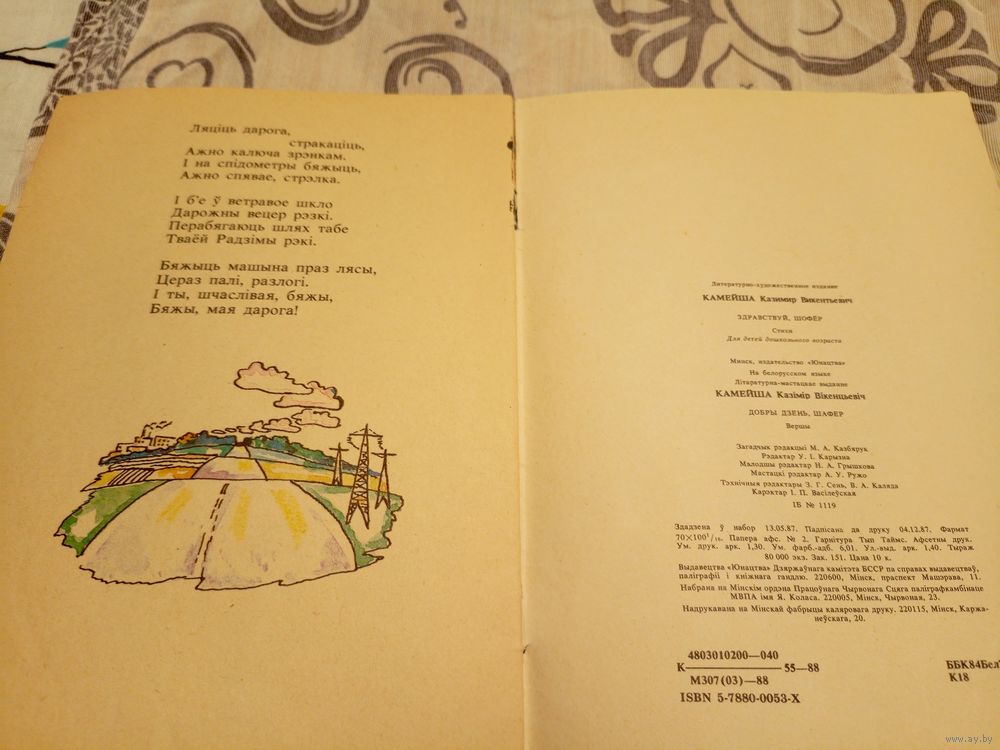 Ляціць дарога,
стракаціць,
Ажно калюча зрэнкам.
І на спідометры бяжыць,
Ажно спявае, стрэлка.
І б'е ў ветравое шкло
Дарожны вецер рэзкі.
Перабягаюць шлях табе
Тваёй Радзімы рэкі.
Бяжыць машына праз лясы,
Цераз палі, разлогі.
І ты, шчаслівая, бяжы,
Бяжы, мая дарога!
Литературно-художественное издание
КАМЕЙША Казимир Викентьевич
ЗДРАВСТВУЙ, ШОФЁР
Стихи
Для детей дошкольного возраста
Минск, издательство «Юнацтва»
На белорусском языке
Літаратурна-мастацкае выданне
КАМЕЙША Казімір Вікенцьевіч
ДОБРЫ ДЗЕНЬ, ШАФЁР
Вершы
Загадчык рэдакцыі М. А. Казбярук
Рэдактар У. І. Карызна
Малодшы рэдактар Н. А. Грышкова
Мастацкі рэдактар А. У. Ружо
Тэхнічныя рэдактары З. Г. Сень, В. А. Каляда
Карэктар І. П. Васілеўская
ІБ № 1119
Здадзена ў набор 13.05.87. Падпісана да друку 04.12.87. Фармат
70×100¹/₁₆. Папера афс. № 2. Гарнітура Тып Таймс. Афсетны друк.
Ум. друк. арк. 1,30. Ум. фарб.-адб. 6,01. Ул.-выд. арк. 1,40. Тыраж
80 000 экз. Зак. 151. Цана 10 к.
Выдавецтва «Юнацтва» Дзяржаўнага камітэта БССР па справах выдавецтваў,
паліграфіі і кніжнага гандлю. 220600, Мінск, праспект Машэрава, 11.
Набрана на Мінскім ордэна Працоўнага Чырвонага Сцяга паліграфкамбінаце
МВПА імя Я. Коласа. 220005, Мінск, Чырвоная, 23.
Надрукавана на Мінскай фабрыцы каляровага друку. 220115, Мінск, Каржа-
неўскага, 20.
4803010200—040
К———55—88
М307(03)—88
ISBN 5-7880-0053-X
ББК84Бел7
К18
www.ay.by